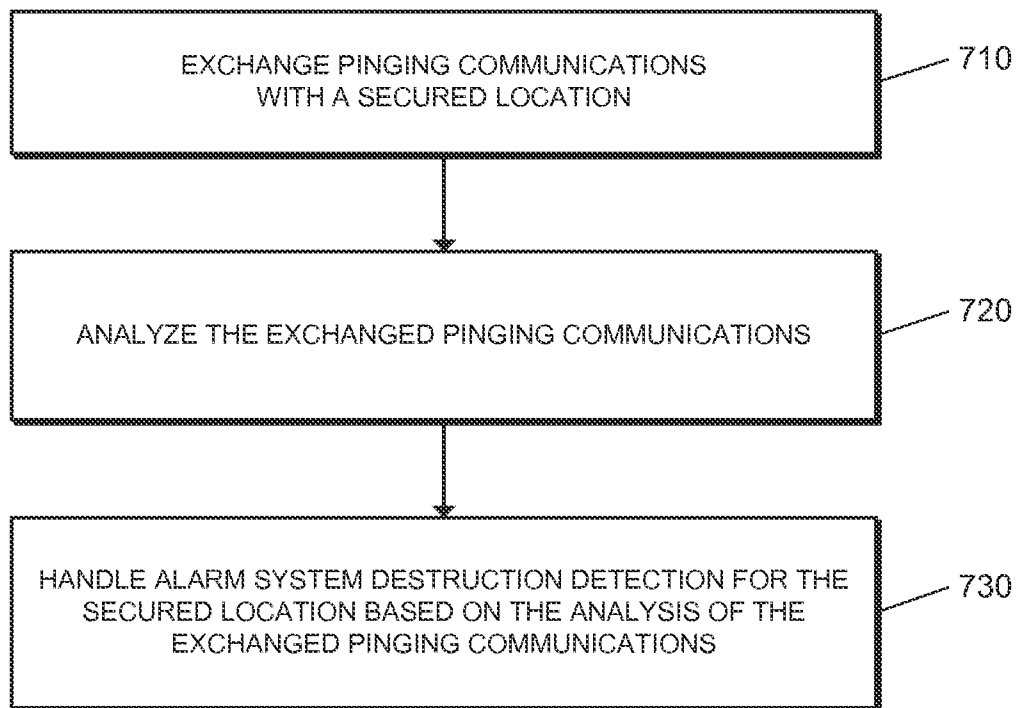 EXCHANGE PINGING COMMUNICATIONS
WITH A SECURED LOCATION
710
ANALYZE THE EXCHANGED PINGING COMMUNICATIONS
720
HANDLE ALARM SYSTEM DESTRUCTION DETECTION FOR THE
SECURED LOCATION BASED ON THE ANALYSIS OF THE
EXCHANGED PINGING COMMUNICATIONS
730